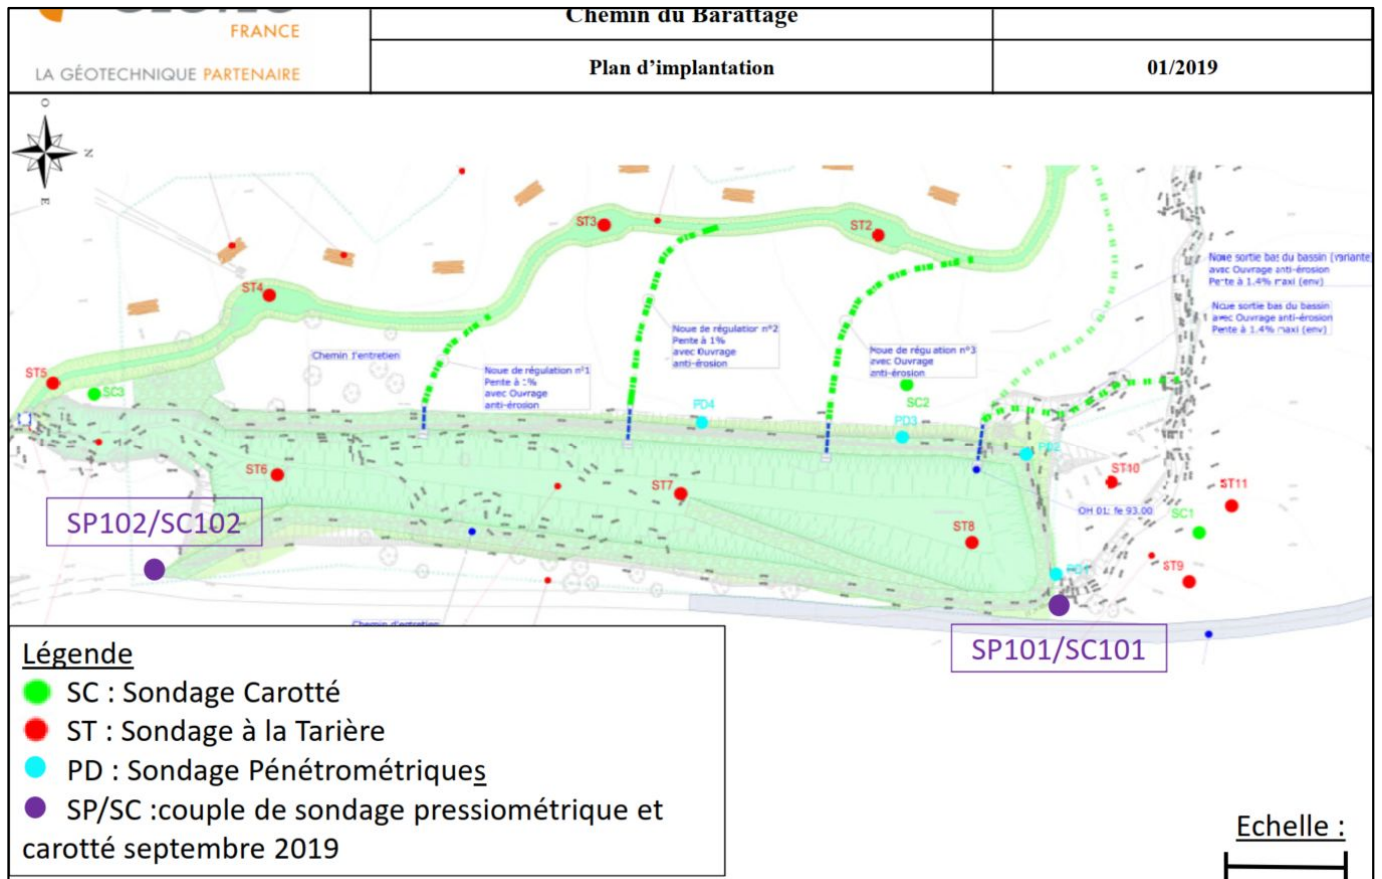 FRANCE
LA GÉOTECHNIQUE PARTENAIRE
Chemin du Barattage
Plan d'implantation
01/2019
O
N
E
ST3
ST2
ST4
ST5
SC3
Chemin d'entretien
Noue de régulation n°1
Pente à 1%
avec Ouvrage
anti-érosion
Noue de régulation n°2
Pente à 1%
avec Ouvrage
anti-érosion
Noue de régulation n°3
avec Ouvrage
anti-érosion
Noue sortie bas du bassin (variante
avec Ouvrage anti-érosion
Pente à 1.4% maxi (env)
Noue sortie bas du bassin
avec Ouvrage anti-érosion
Pente à 1.4% maxi (env)
SC2
PD4
PD3
PD2
ST6
ST7
ST8
ST10
ST11
SC1
OH 01: fe 93.00
ST9
PD1
SP102/SC102
SP101/SC101
Chemin d'entretien
Légende
SC : Sondage Carotté
ST : Sondage à la Tarière
PD : Sondage Pénétrométriques
SP/SC :couple de sondage pressiométrique et
carotté septembre 2019
Echelle :